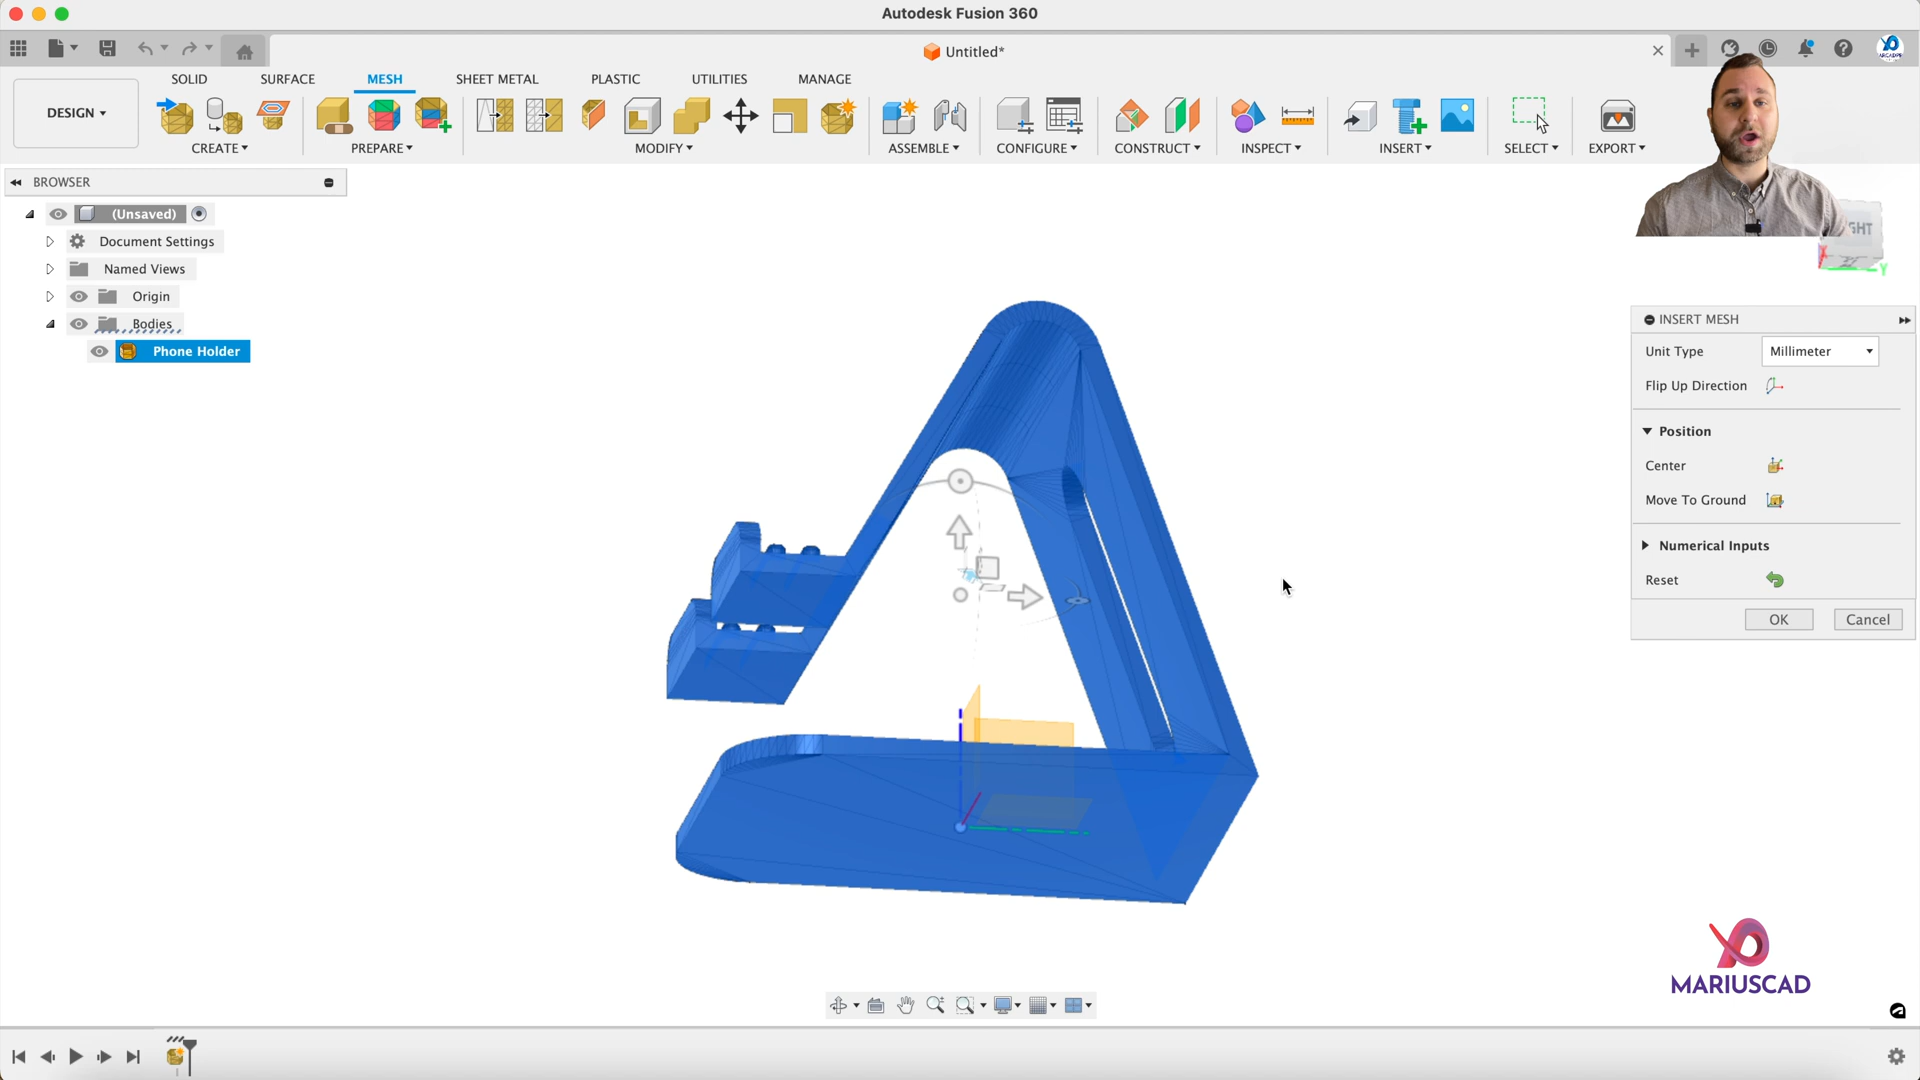 Autodesk Fusion 360
Untitled*
SOLID SURFACE MESH SHEET METAL PLASTIC UTILITIES MANAGE
DESIGN
CREATE PREPARE MODIFY ASSEMBLE CONFIGURE CONSTRUCT INSPECT INSERT SELECT EXPORT
BROWSER
(Unsaved)
Document Settings
Named Views
Origin
Bodies
Phone Holder
GHT
Y
INSERT MESH
Unit Type Millimeter
Flip Up Direction
Position
Center
Move To Ground
Numerical Inputs
Reset
OK Cancel
MARIUSCAD